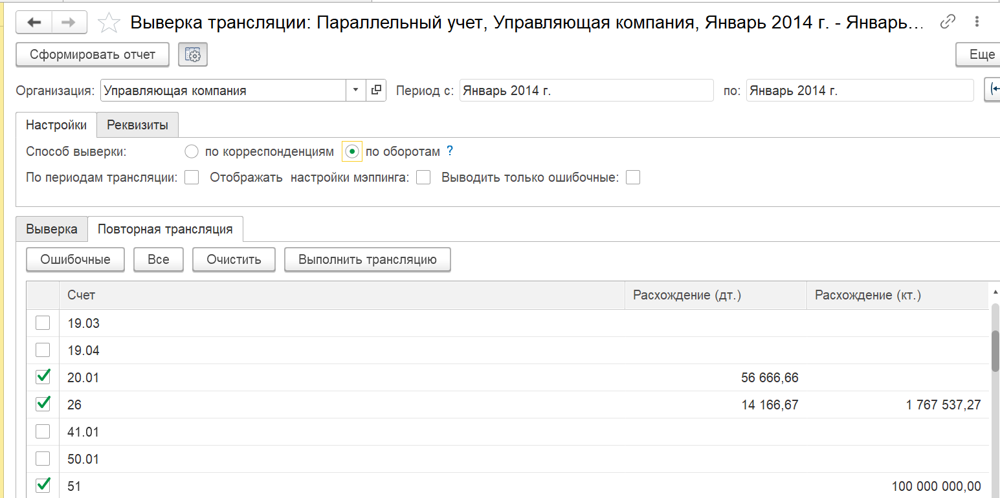 Выверка трансляции: Параллельный учет, Управляющая компания, Январь 2014 г. - Январь...
Сформировать отчет
Еще
Организация: Управляющая компания Период с: Январь 2014 г. по: Январь 2014 г.
Настройки Реквизиты
Способ выверки: по корреспонденциям по оборотам ?
По периодам трансляции: Отображать настройки мэппинга: Выводить только ошибочные:
Выверка Повторная трансляция
Ошибочные Все Очистить Выполнить трансляцию
Счет Расхождение (дт.) Расхождение (кт.)
19.03
19.04
20.01 56 666,66
26 14 166,67 1 767 537,27
41.01
50.01
51 100 000 000,00